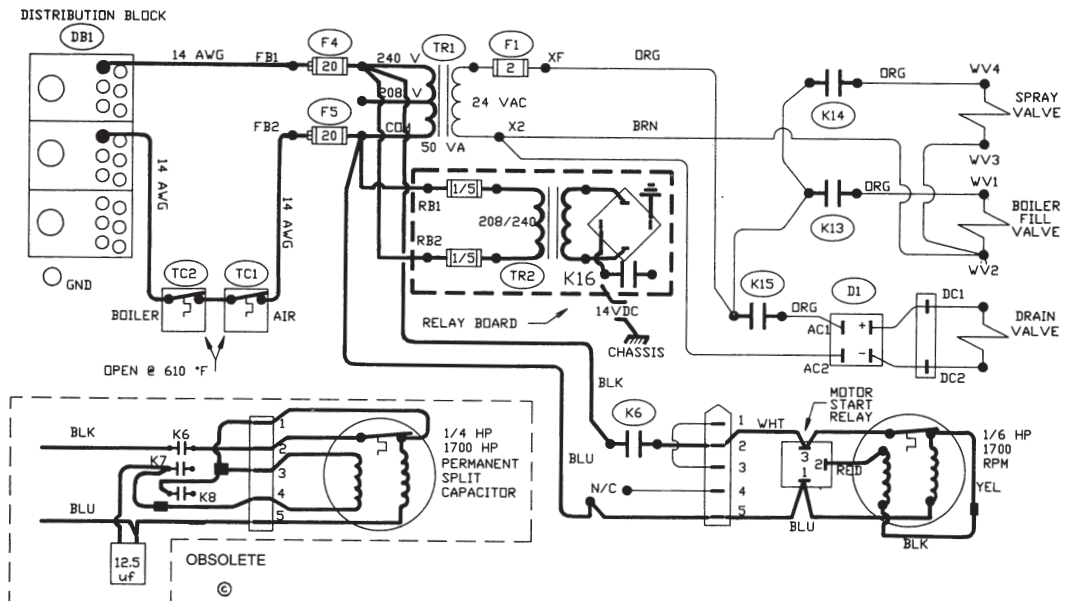 DISTRIBUTION BLOCK
DB1
14 AWG
FB1
F4
20
240 V
TR1
F1
2
XF
ORG
208 V
24 VAC
FB2
F5
20
COM
50 VA
X2
BRN
ORG
WV4
K14
SPRAY
VALVE
WV3
14 AWG
14 AWG
RB1
1/5
208/240
RB2
1/5
TR2
K16
ORG
WV1
K13
BOILER
FILL
VALVE
WV2
GND
TC2
TC1
BOILER
AIR
OPEN @ 610 °F
RELAY BOARD
14VDC
CHASSIS
K15
ORG
D1
AC1
+
AC2
-
DC1
DC2
DRAIN
VALVE
BLK
BLU
K6
N/C
1
2
3
4
5
WHT
MOTOR
START
RELAY
3
2
1
RED
BLU
BLK
YEL
1/6 HP
1700
RPM
BLK
K6
K7
K8
BLU
12.5
uf
1
2
3
4
5
1/4 HP
1700 HP
PERMANENT
SPLIT
CAPACITOR
OBSOLETE
©